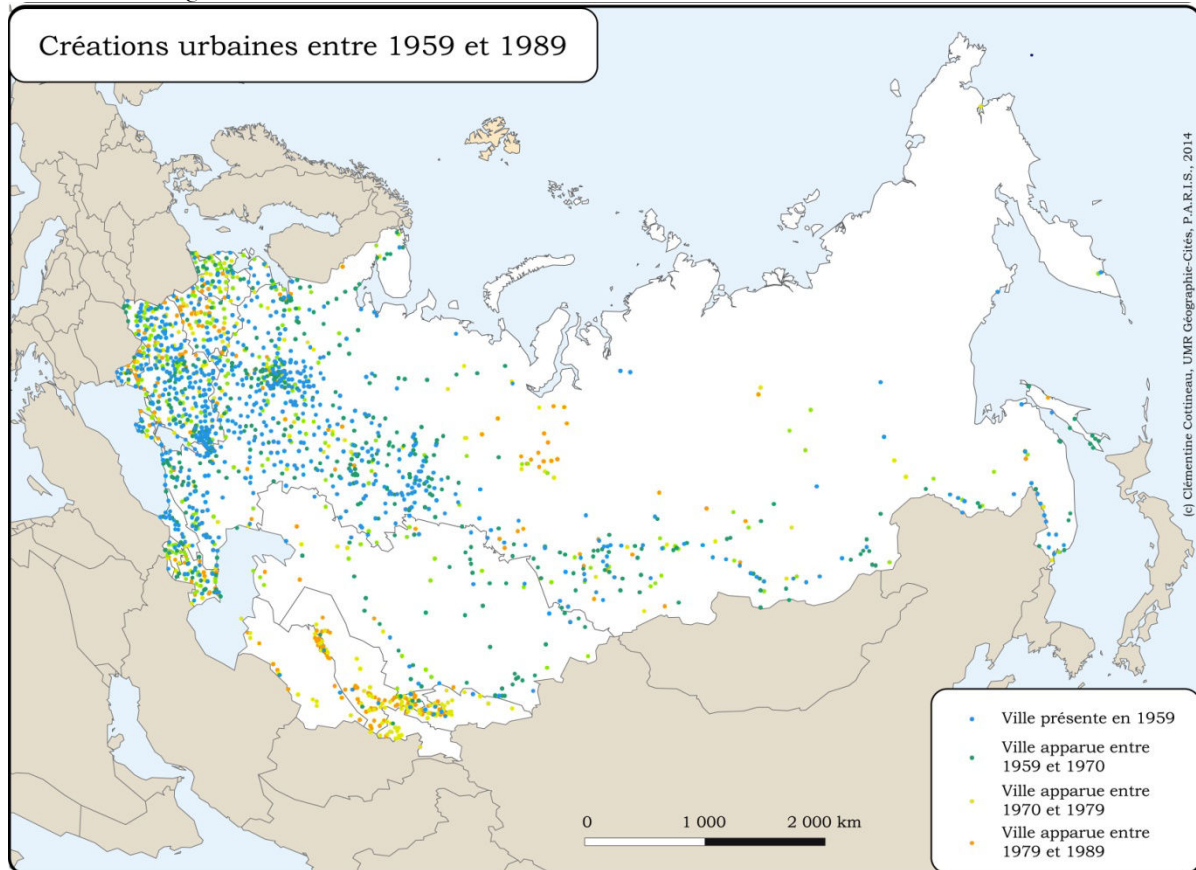 Créations urbaines entre 1959 et 1989
(c) Clémentine Cottineau, UMR Géographie-Cités, P.A.R.I.S., 2014
Ville présente en 1959
Ville apparue entre
1959 et 1970
Ville apparue entre
1970 et 1979
Ville apparue entre
1979 et 1989
0 1 000 2 000 km